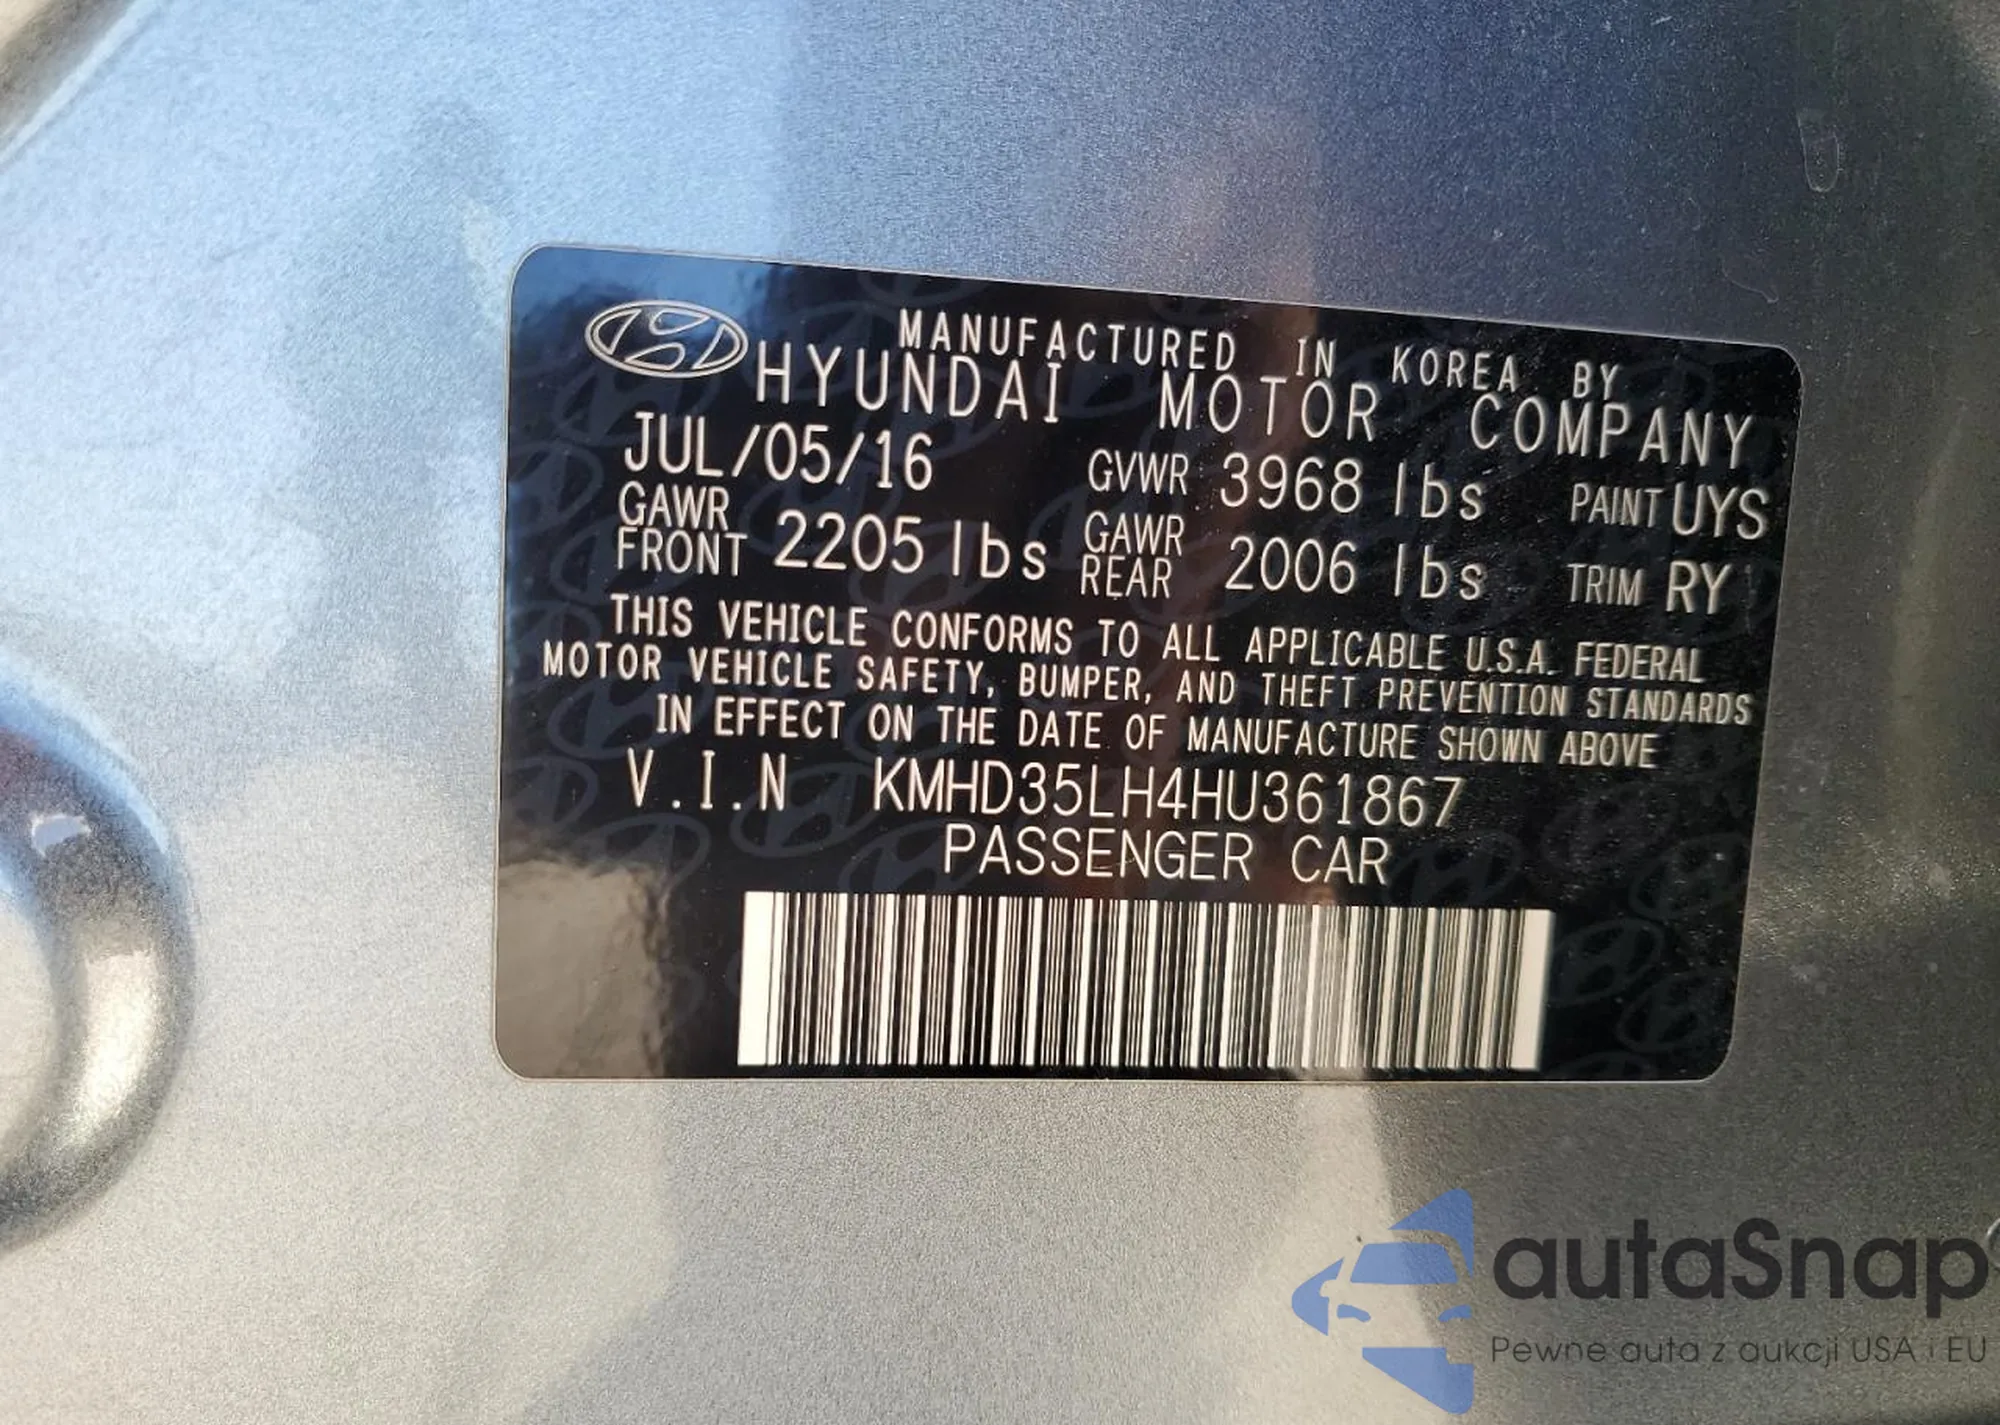 MANUFACTURED IN KOREA BY
HYUNDAI MOTOR COMPANY
JUL/05/16 GVWR 3968 lbs PAINT UYS
GAWR FRONT 2205 lbs GAWR REAR 2006 lbs TRIM RY
THIS VEHICLE CONFORMS TO ALL APPLICABLE U.S.A. FEDERAL
MOTOR VEHICLE SAFETY, BUMPER, AND THEFT PREVENTION STANDARDS
IN EFFECT ON THE DATE OF MANUFACTURE SHOWN ABOVE
V.I.N KMHD35LH4HU361867
PASSENGER CAR
autaSnap
Pewne auta z aukcji USA i EU